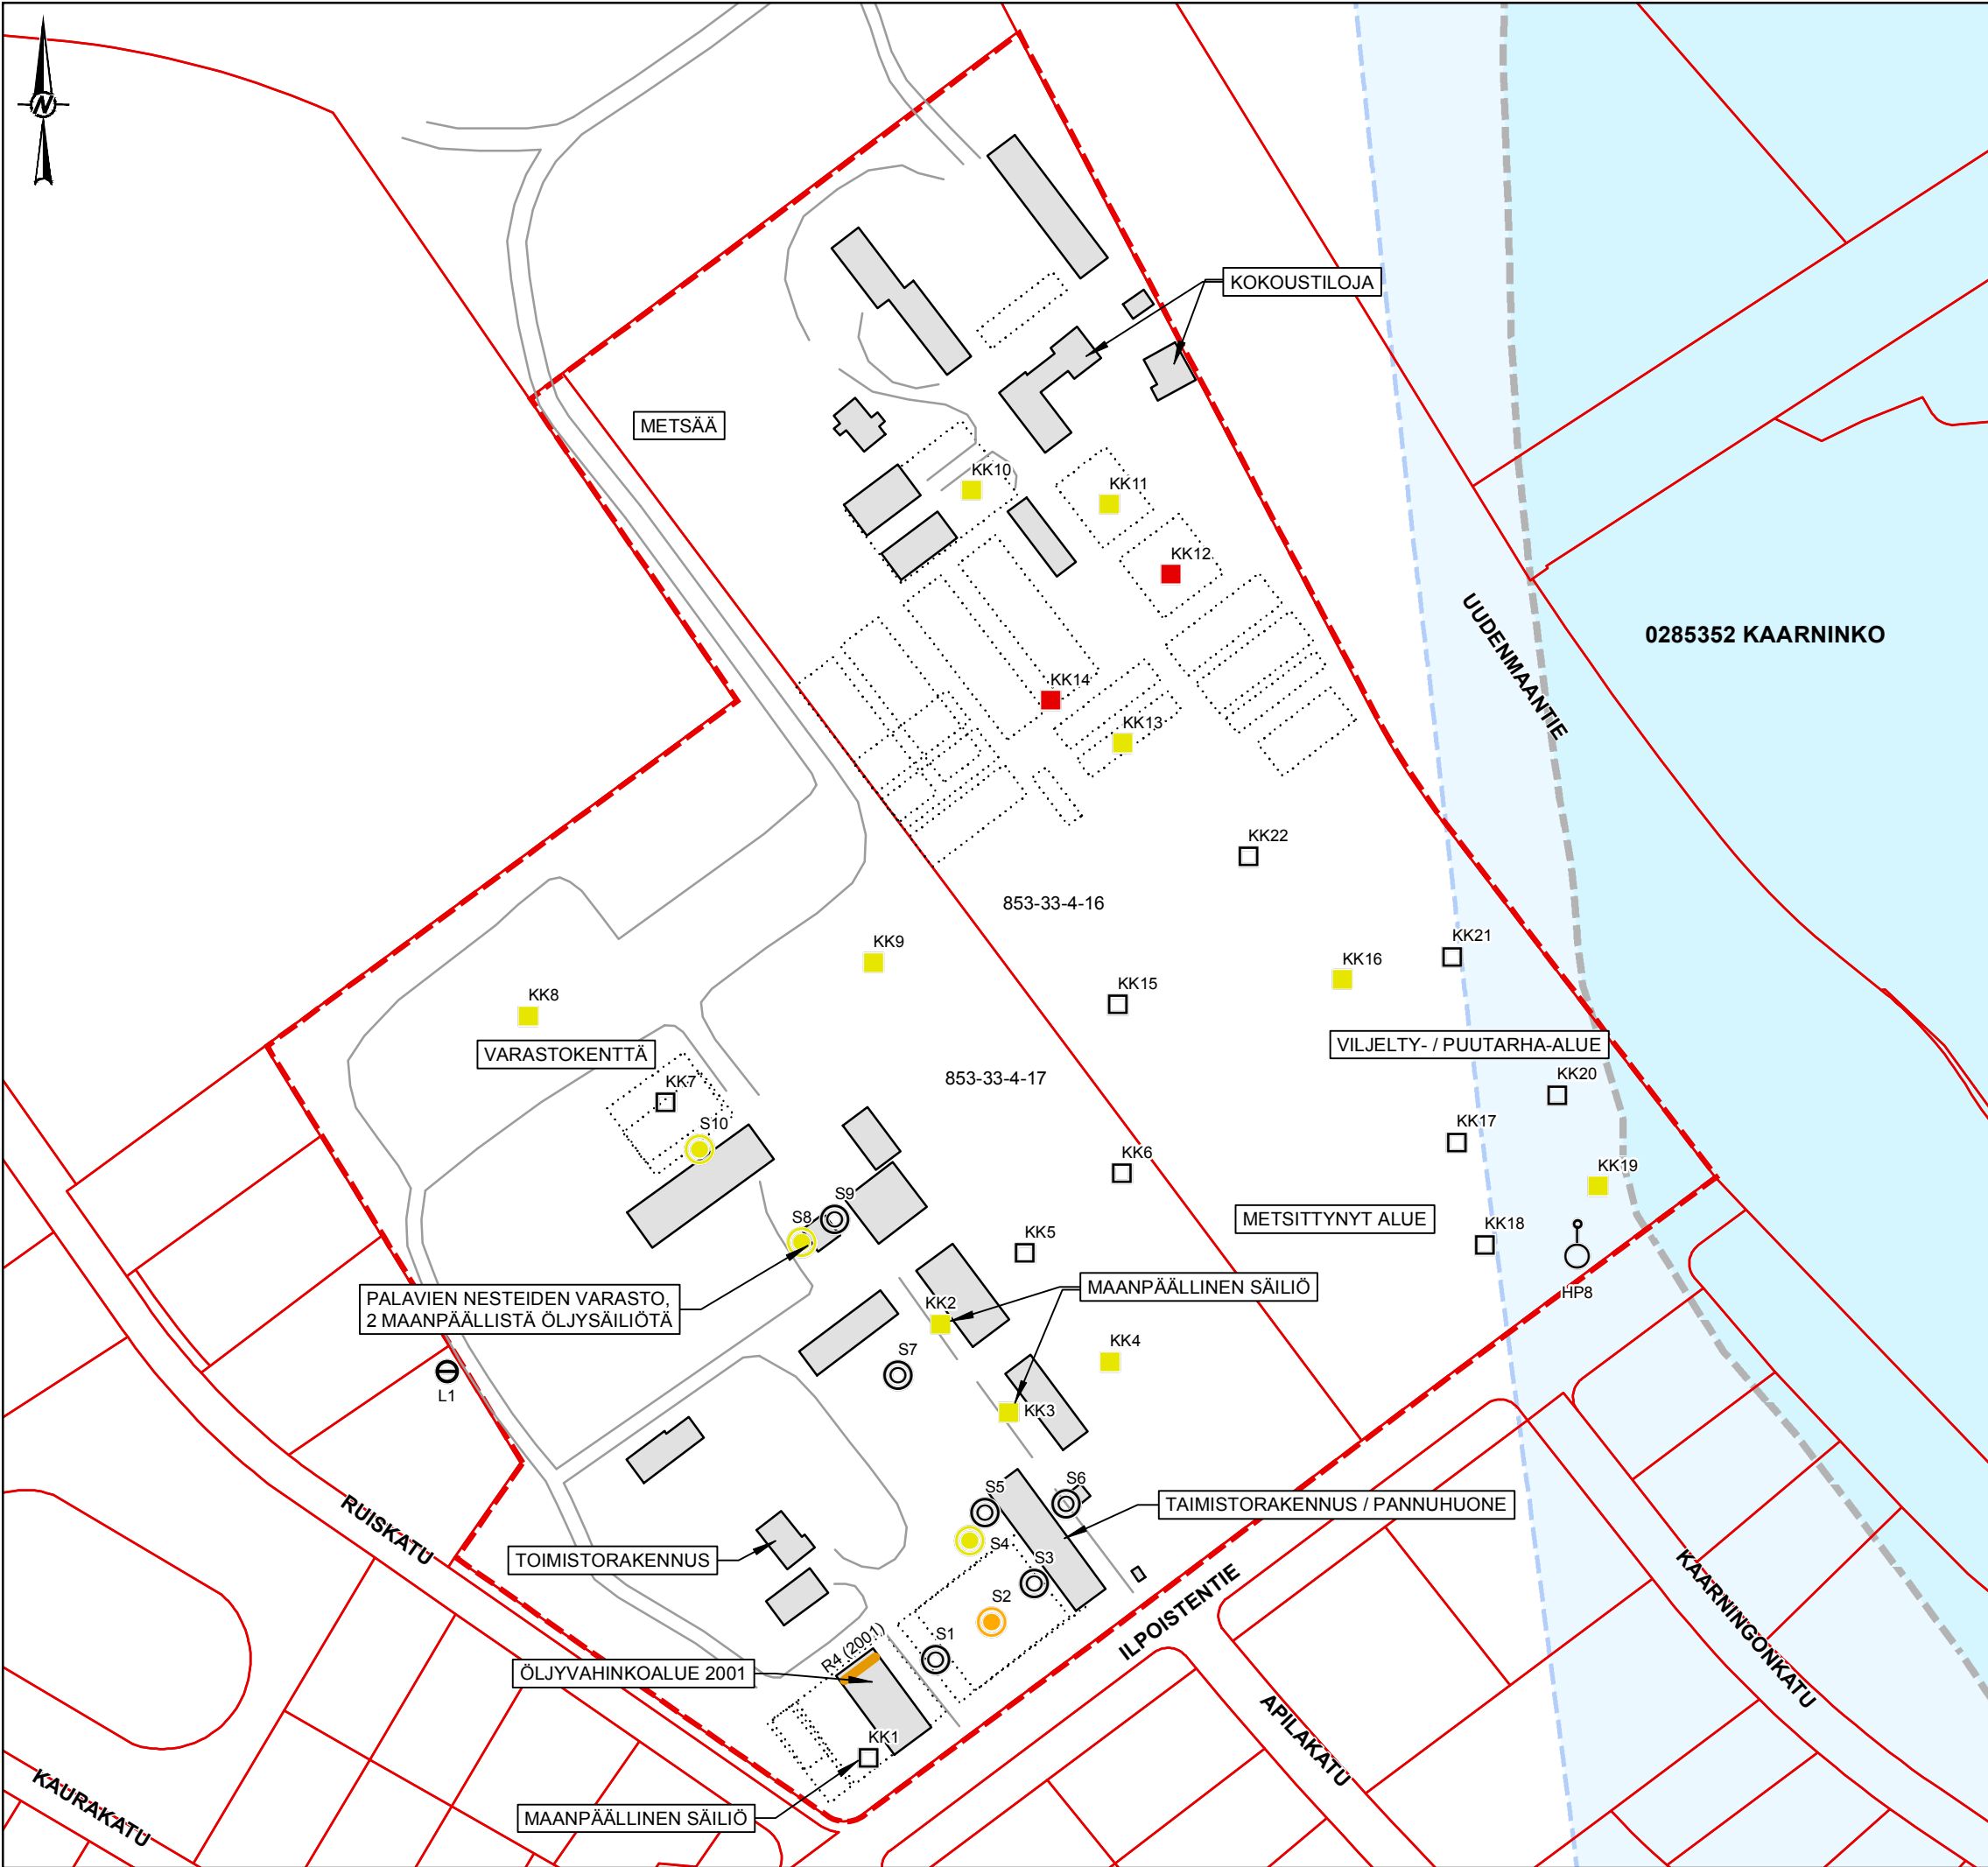 N
KOKOUSTILOJA
METSÄÄ
KK10
KK11
KK12
UUDENMAANTIE
0285352 KAARNINKO
KK14
KK13
KK22
853-33-4-16
KK21
KK9
KK16
KK15
KK8
VARASTOKENTTÄ
VILJELTY- / PUUTARHA-ALUE
853-33-4-17
KK7
KK20
S10
KK17
KK6
KK19
S9
S8
METSITTYNYT ALUE
KK5
KK18
MAANPÄÄLLINEN SÄILIÖ
HP8
PALAVIEN NESTEIDEN VARASTO,
2 MAANPÄÄLLISTÄ ÖLJYSÄILIÖTÄ
KK2
KK4
S7
L1
KK3
S6
S5
TAIMISTORAKENNUS / PANNUHUONE
RUISKATU
S4
TOIMISTORAKENNUS
S3
S2
ILPOISTENTIE
KAARNINGONKATU
R4 (2001)
S1
ÖLJYVAHINKOALUE 2001
KK1
APILAKATU
KAURAKATU
MAANPÄÄLLINEN SÄILIÖ